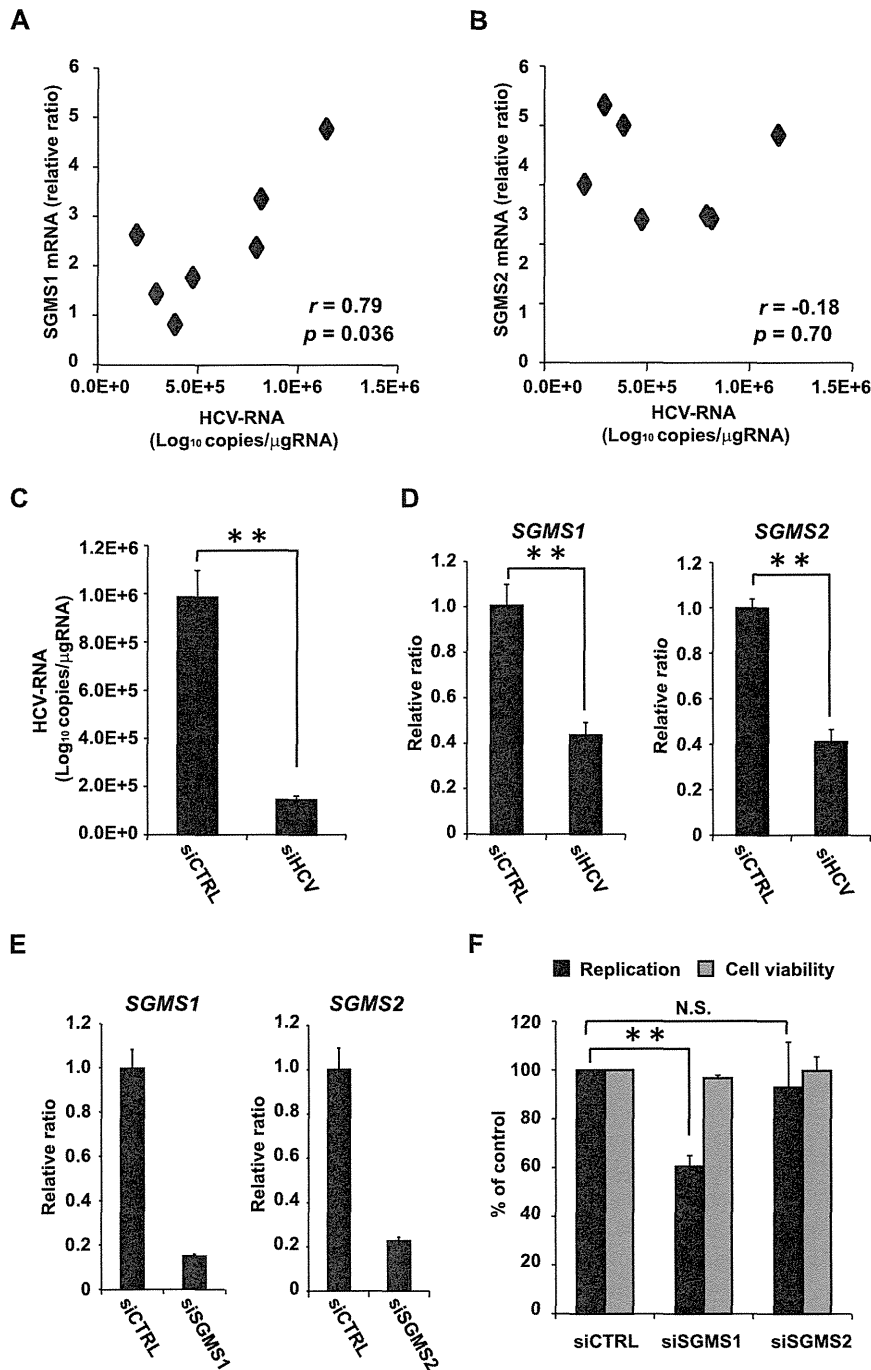 A
SGMS1 mRNA (relative ratio)
6
5
4
3
2
1
0
r = 0.79
p = 0.036
0.0E+0 5.0E+5 1.0E+6 1.5E+6
HCV-RNA
(Log₁₀ copies/μgRNA)
B
SGMS2 mRNA (relative ratio)
6
5
4
3
2
1
0
r = -0.18
p = 0.70
0.0E+0 5.0E+5 1.0E+6 1.5E+6
HCV-RNA
(Log₁₀ copies/μgRNA)
C
HCV-RNA
(Log₁₀ copies/μgRNA)
1.2E+6
1.0E+6
8.0E+5
6.0E+5
4.0E+5
2.0E+5
0.0E+0
* *
siCTRL
siHCV
D
SGMS1
Relative ratio
1.2
1.0
0.8
0.6
0.4
0.2
0
* *
siCTRL
siHCV
SGMS2
Relative ratio
1.2
1.0
0.8
0.6
0.4
0.2
0
* *
siCTRL
siHCV
E
SGMS1
Relative ratio
1.2
1.0
0.8
0.6
0.4
0.2
0
siCTRL
siSGMS1
SGMS2
Relative ratio
1.2
1.0
0.8
0.6
0.4
0.2
0
siCTRL
siSGMS2
F
Replication Cell viability
N.S.
* *
% of control
120
100
80
60
40
20
0
siCTRL siSGMS1 siSGMS2